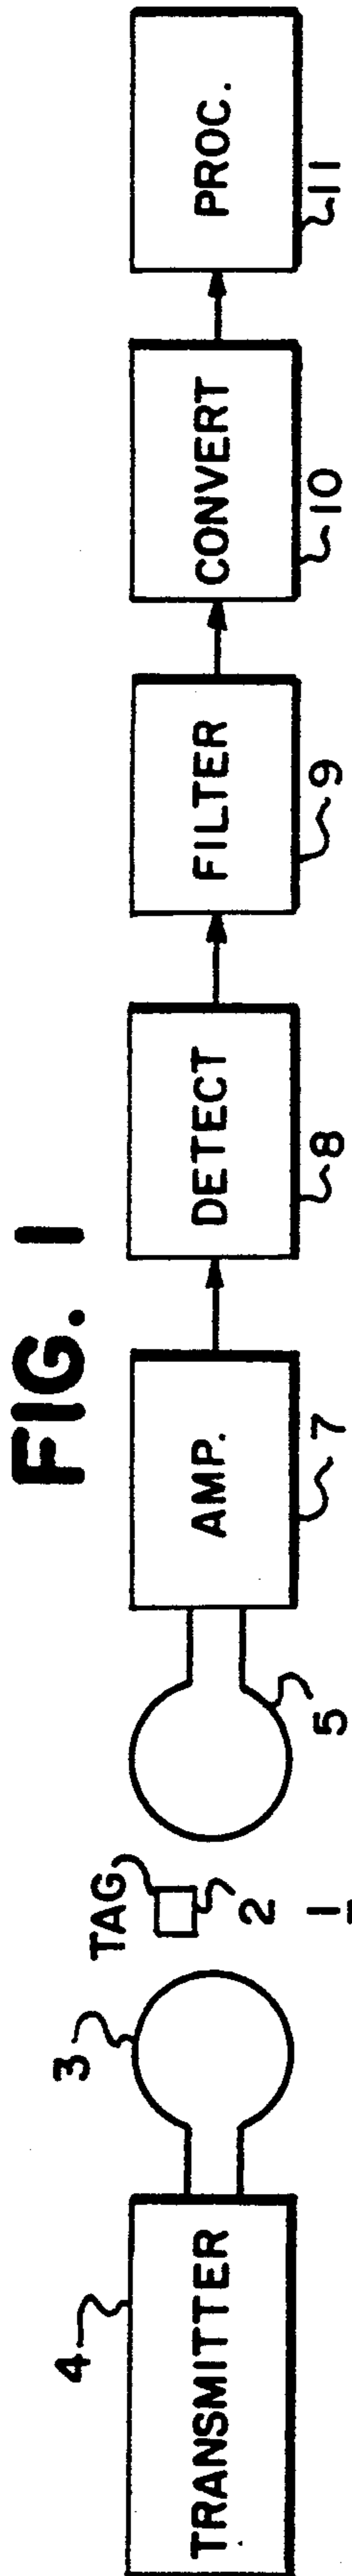 FIG. 1
4
TRANSMITTER
3
TAG
2
1
5
AMP.
7
DETECT
8
FILTER
9
CONVERT
10
PROC.
11